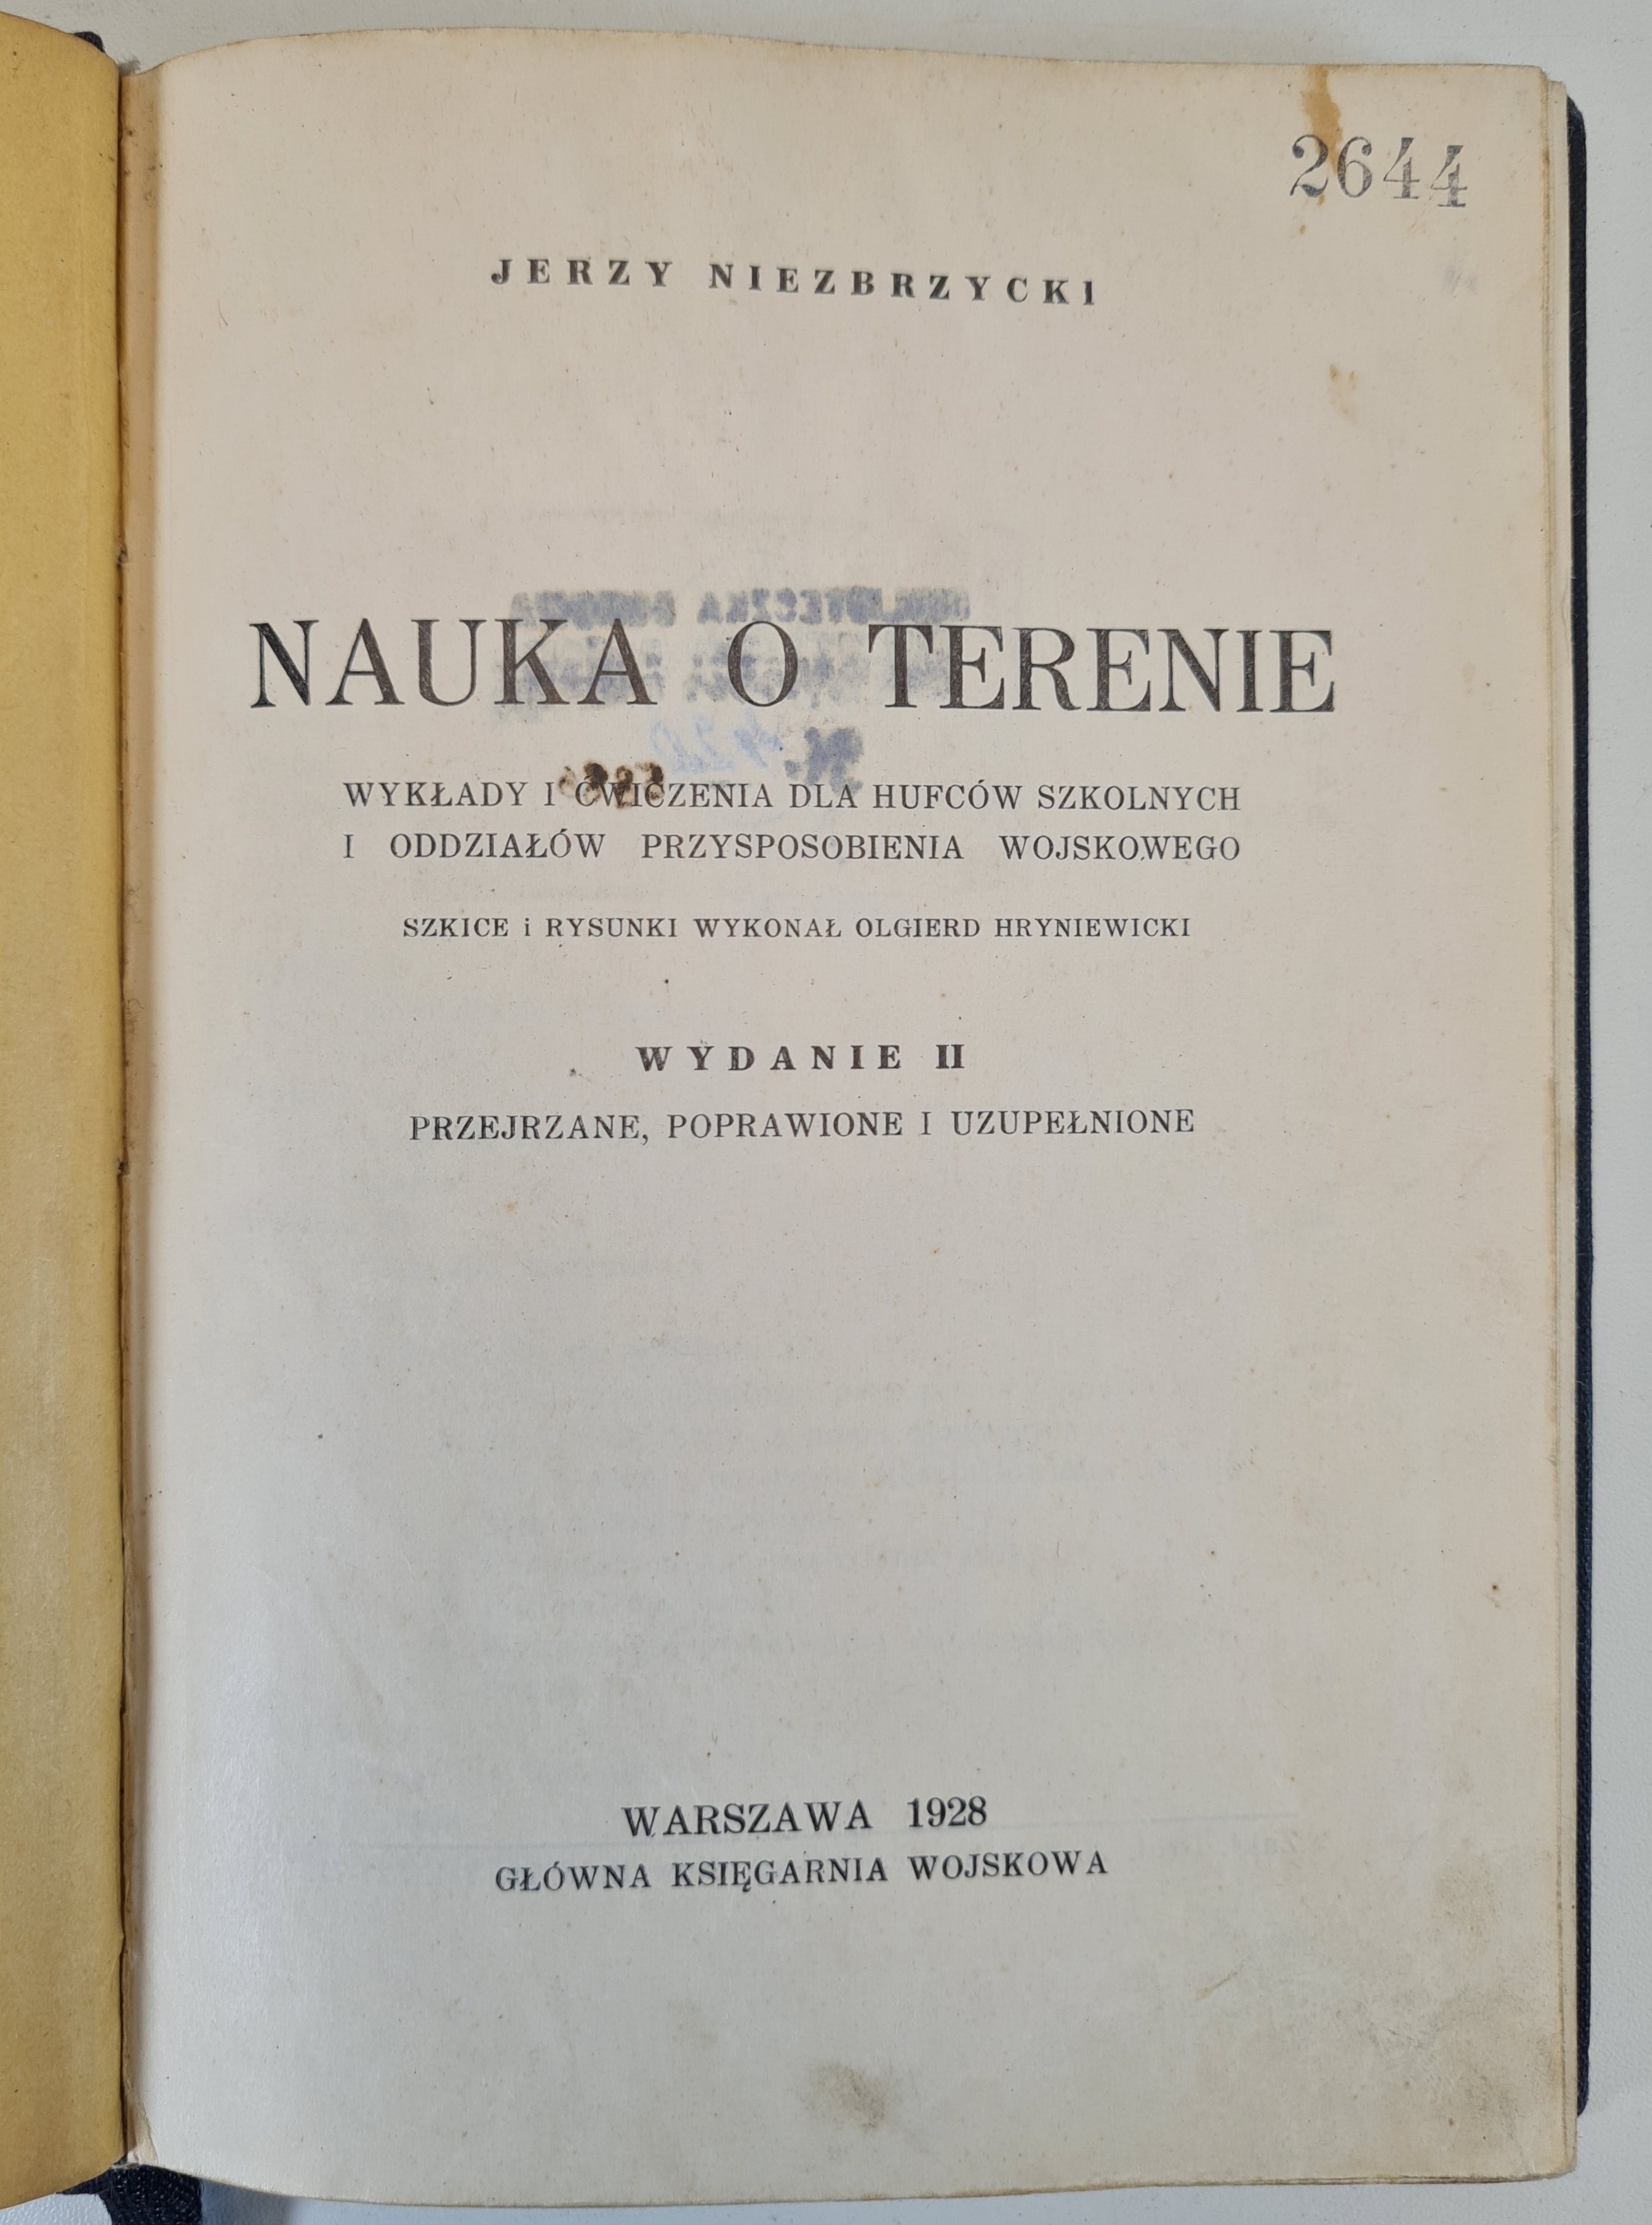 2644
JERZY NIEZBRZYCKI
NAUKA O TERENIE
WYKŁADY I ĆWICZENIA DLA HUFCÓW SZKOLNYCH
I ODDZIAŁÓW PRZYSPOSOBIENIA WOJSKOWEGO
SZKICE i RYSUNKI WYKONAŁ OLGIERD HRYNIEWICKI
WYDANIE II
PRZEJRZANE, POPRAWIONE I UZUPEŁNIONE
WARSZAWA 1928
GŁÓWNA KSIĘGARNIA WOJSKOWA